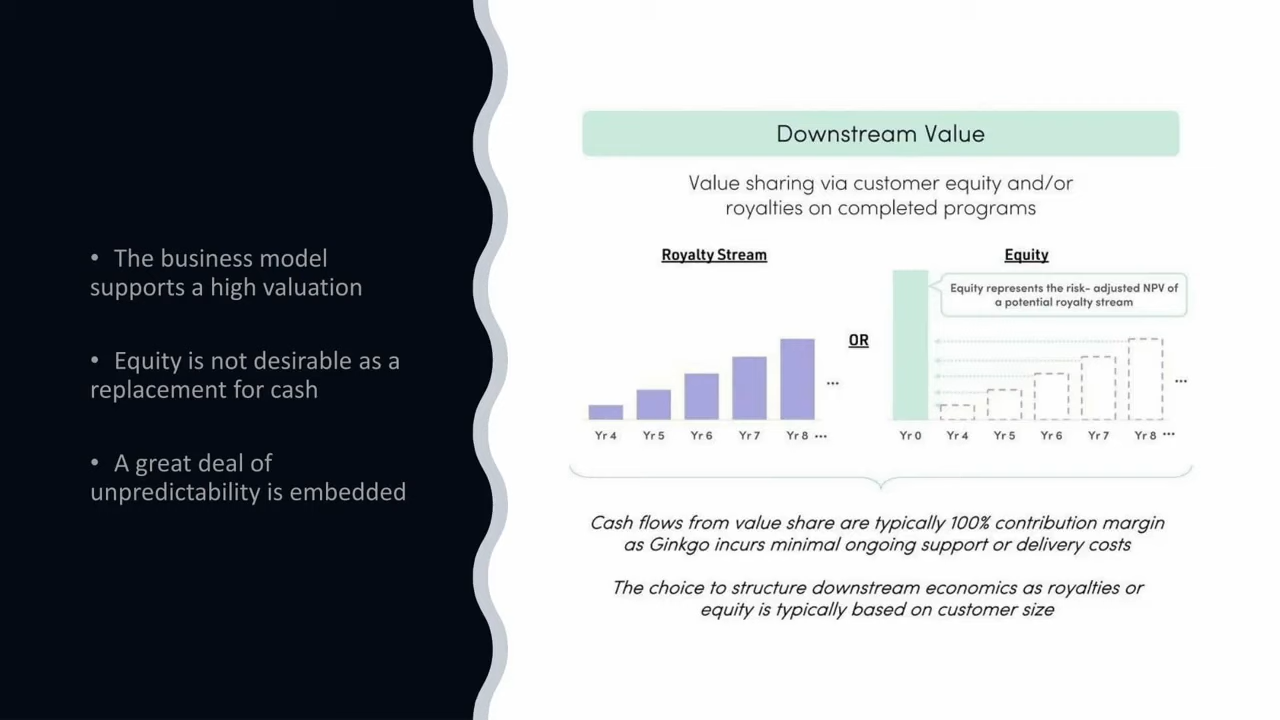 • The business model
supports a high valuation
• Equity is not desirable as a
replacement for cash
• A great deal of
unpredictability is embedded
Downstream Value
Value sharing via customer equity and/or
royalties on completed programs
Royalty Stream
Yr 4 Yr 5 Yr 6 Yr 7 Yr 8 ...
...
OR
Equity
Equity represents the risk- adjusted NPV of
a potential royalty stream
...
Yr 0 Yr 4 Yr 5 Yr 6 Yr 7 Yr 8 ...
Cash flows from value share are typically 100% contribution margin
as Ginkgo incurs minimal ongoing support or delivery costs
The choice to structure downstream economics as royalties or
equity is typically based on customer size